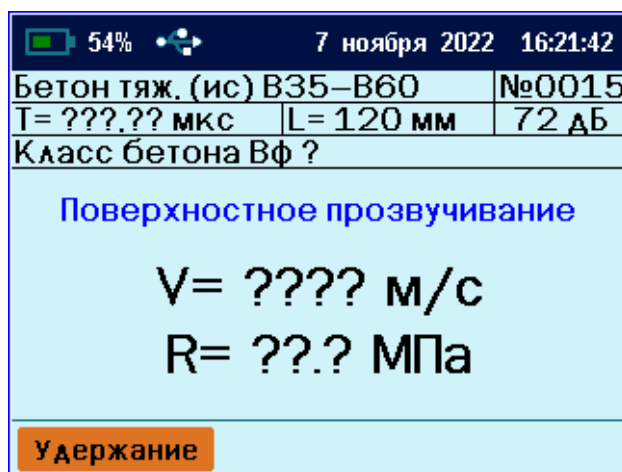 54% 7 ноября 2022 16:21:42
Бетон тяж. (ис) В35–В60 №0015
Т= ???.?? мкс L= 120 мм 72 дБ
Класс бетона Вф ?
Поверхностное прозвучивание
V= ???? м/с
R= ??.? МПа
Удержание